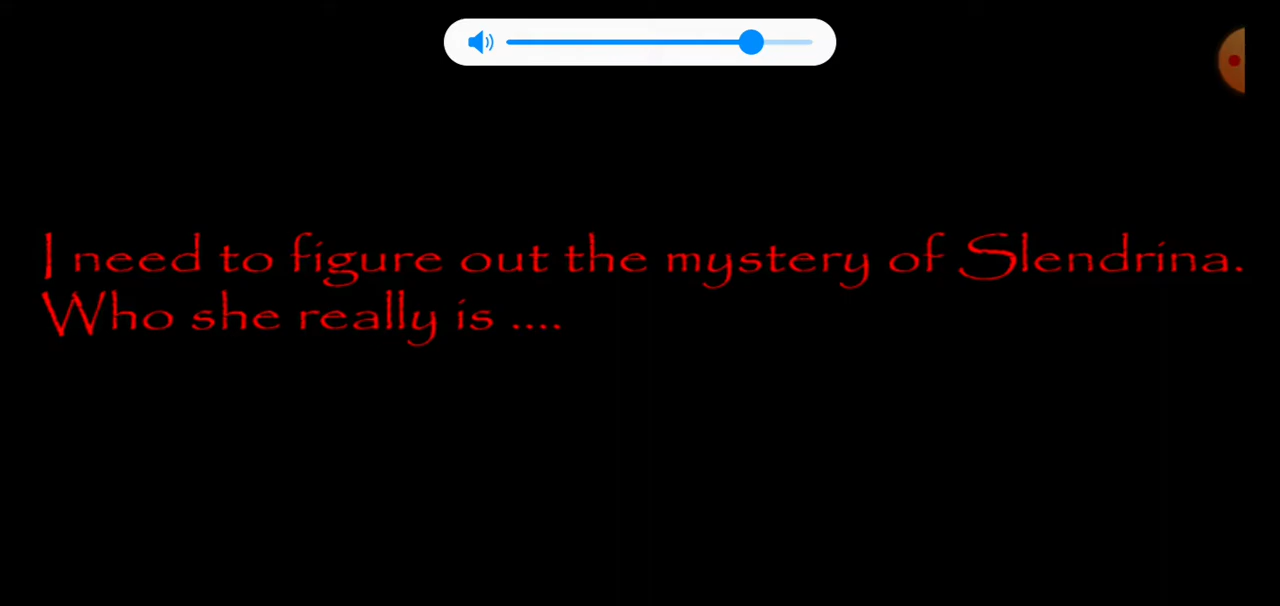 I need to figure out the mystery of Slendrina.
Who she really is ....